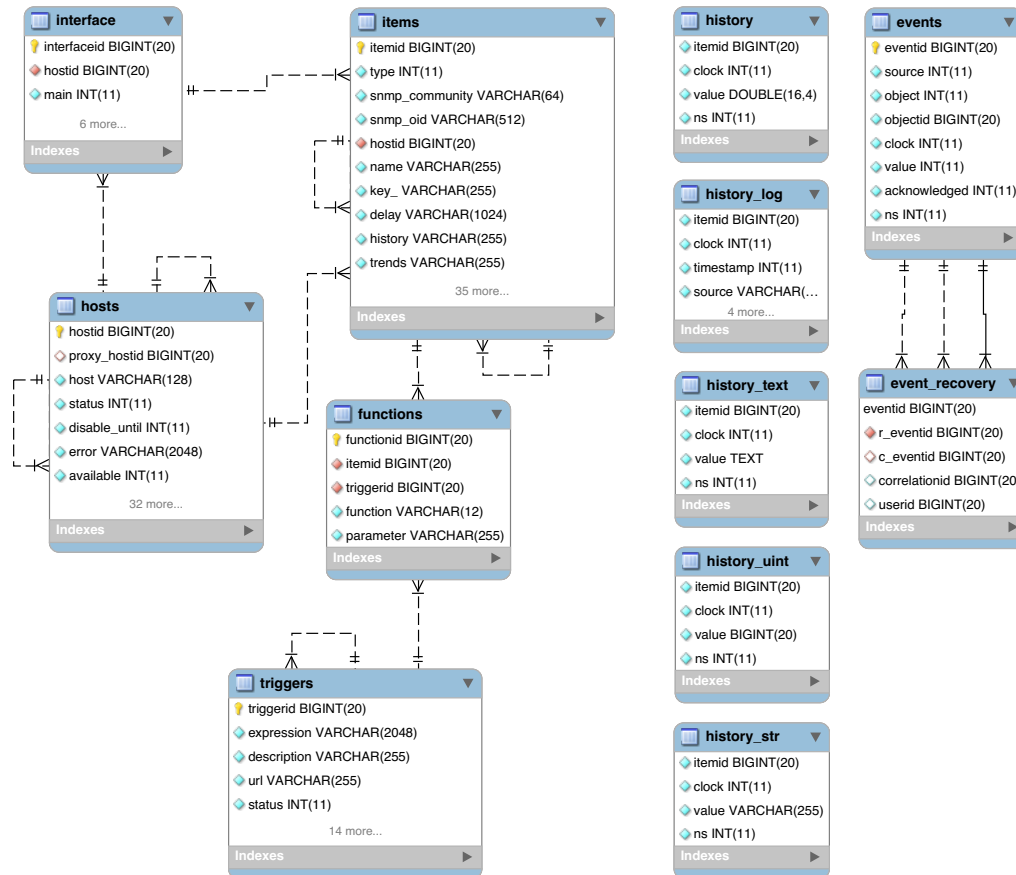 interface
interfaceid BIGINT(20)
hostid BIGINT(20)
main INT(11)
6 more...
Indexes
items
itemid BIGINT(20)
type INT(11)
snmp_community VARCHAR(64)
snmp_oid VARCHAR(512)
hostid BIGINT(20)
name VARCHAR(255)
key_ VARCHAR(255)
delay VARCHAR(1024)
history VARCHAR(255)
trends VARCHAR(255)
35 more...
Indexes
hosts
hostid BIGINT(20)
proxy_hostid BIGINT(20)
host VARCHAR(128)
status INT(11)
disable_until INT(11)
error VARCHAR(2048)
available INT(11)
32 more...
Indexes
functions
functionid BIGINT(20)
itemid BIGINT(20)
triggerid BIGINT(20)
function VARCHAR(12)
parameter VARCHAR(255)
Indexes
triggers
triggerid BIGINT(20)
expression VARCHAR(2048)
description VARCHAR(255)
url VARCHAR(255)
status INT(11)
14 more...
Indexes
history
itemid BIGINT(20)
clock INT(11)
value DOUBLE(16,4)
ns INT(11)
Indexes
history_log
itemid BIGINT(20)
clock INT(11)
timestamp INT(11)
source VARCHAR(...
4 more...
Indexes
history_text
itemid BIGINT(20)
clock INT(11)
value TEXT
ns INT(11)
Indexes
history_uint
itemid BIGINT(20)
clock INT(11)
value BIGINT(20)
ns INT(11)
Indexes
history_str
itemid BIGINT(20)
clock INT(11)
value VARCHAR(255)
ns INT(11)
Indexes
events
eventid BIGINT(20)
source INT(11)
object INT(11)
objectid BIGINT(20)
clock INT(11)
value INT(11)
acknowledged INT(11)
ns INT(11)
Indexes
event_recovery
eventid BIGINT(20)
r_eventid BIGINT(20)
c_eventid BIGINT(20)
correlationid BIGINT(20
userid BIGINT(20)
Indexes